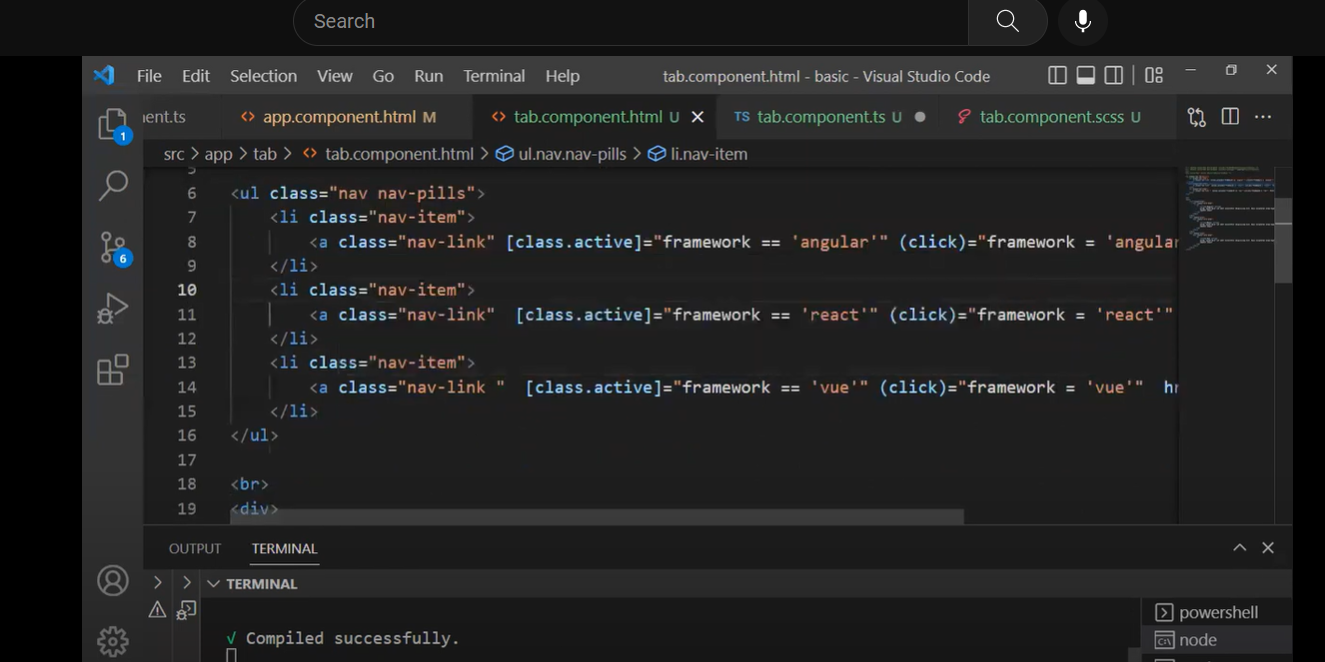 Search
File Edit Selection View Go Run Terminal Help tab.component.html - basic - Visual Studio Code
ent.ts <> app.component.html M <> tab.component.html U TS tab.component.ts U tab.component.scss U
1
src > app > tab > <> tab.component.html > ul.nav.nav-pills > li.nav-item
5
6 <ul class="nav nav-pills">
7 <li class="nav-item">
8 <a class="nav-link" [class.active]="framework == 'angular'" (click)="framework = 'angular
9 </li>
10 <li class="nav-item">
11 <a class="nav-link"  [class.active]="framework == 'react'" (click)="framework = 'react'"
12 </li>
13 <li class="nav-item">
14 <a class="nav-link "  [class.active]="framework == 'vue'" (click)="framework = 'vue'"  hr
15 </li>
16 </ul>
17
18 <br>
19 <div>
6
OUTPUT TERMINAL
TERMINAL
√ Compiled successfully.
powershell
node